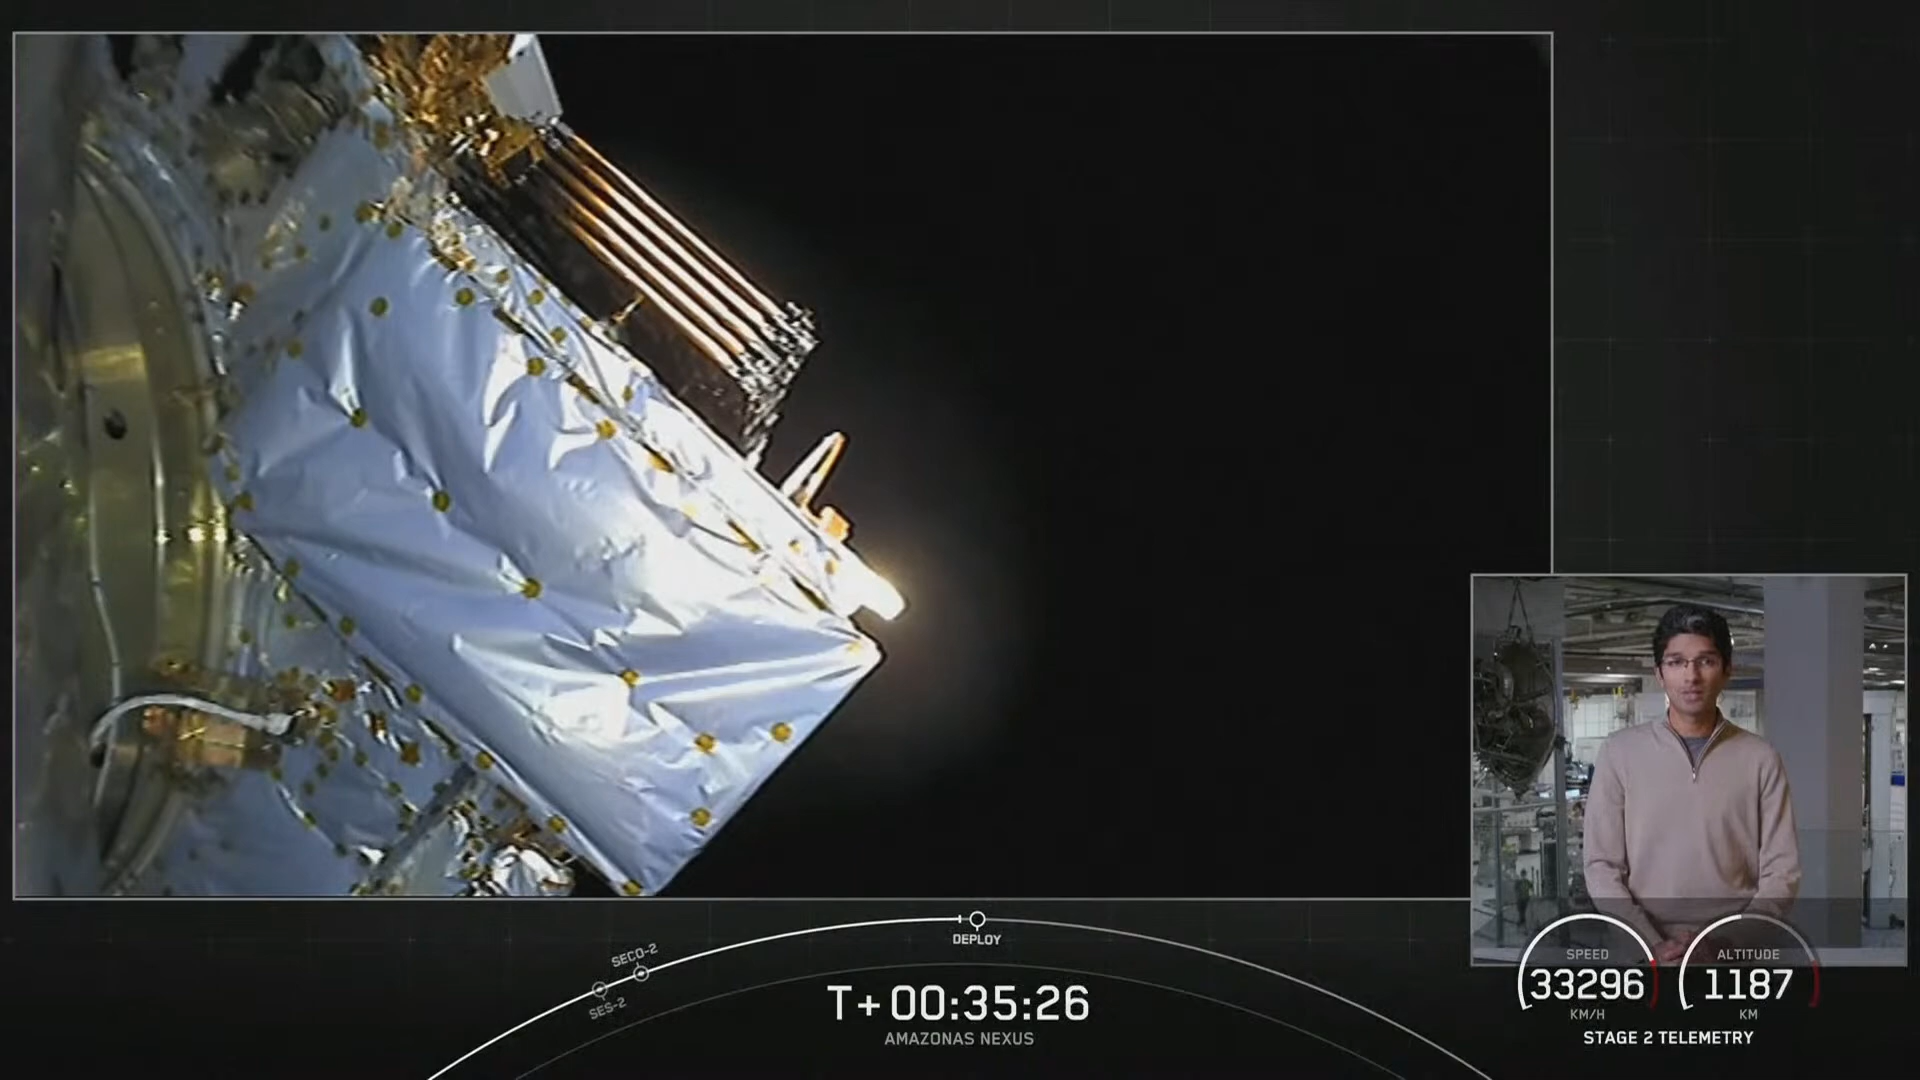 SECO-2
SES-2
DEPLOY
T+00:35:26
AMAZONAS NEXUS
SPEED
33296
KM/H
ALTITUDE
1187
KM
STAGE 2 TELEMETRY